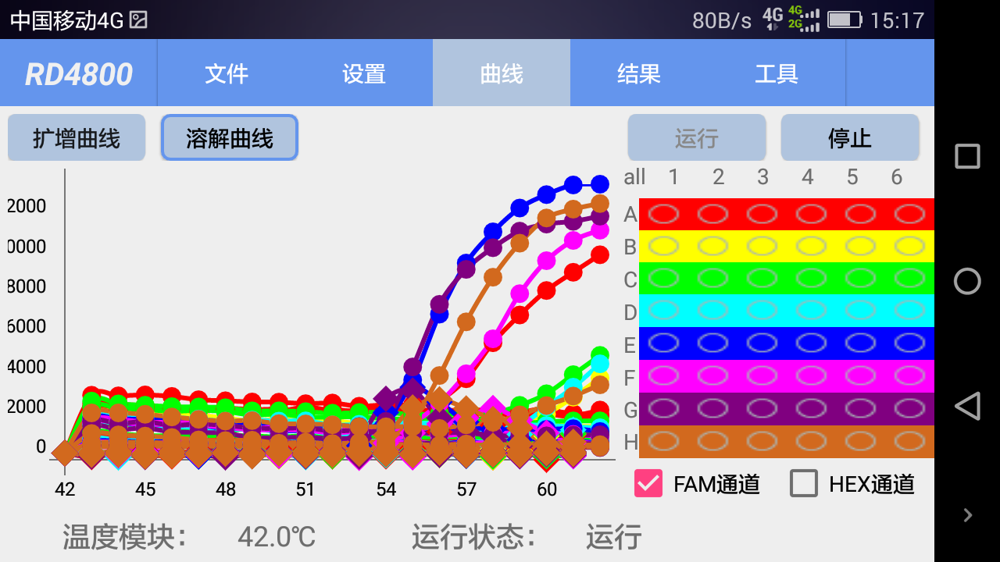 中国移动4G 80B/s 4G 4G 2G 15:17
RD4800 文件 设置 曲线 结果 工具
扩增曲线 溶解曲线 运行 停止
all 1 2 3 4 5 6
2000
0000
8000
6000
4000
2000
0
A
B
C
D
E
F
G
H
42 45 48 51 54 57 60
FAM通道 HEX通道
温度模块： 42.0℃ 运行状态： 运行